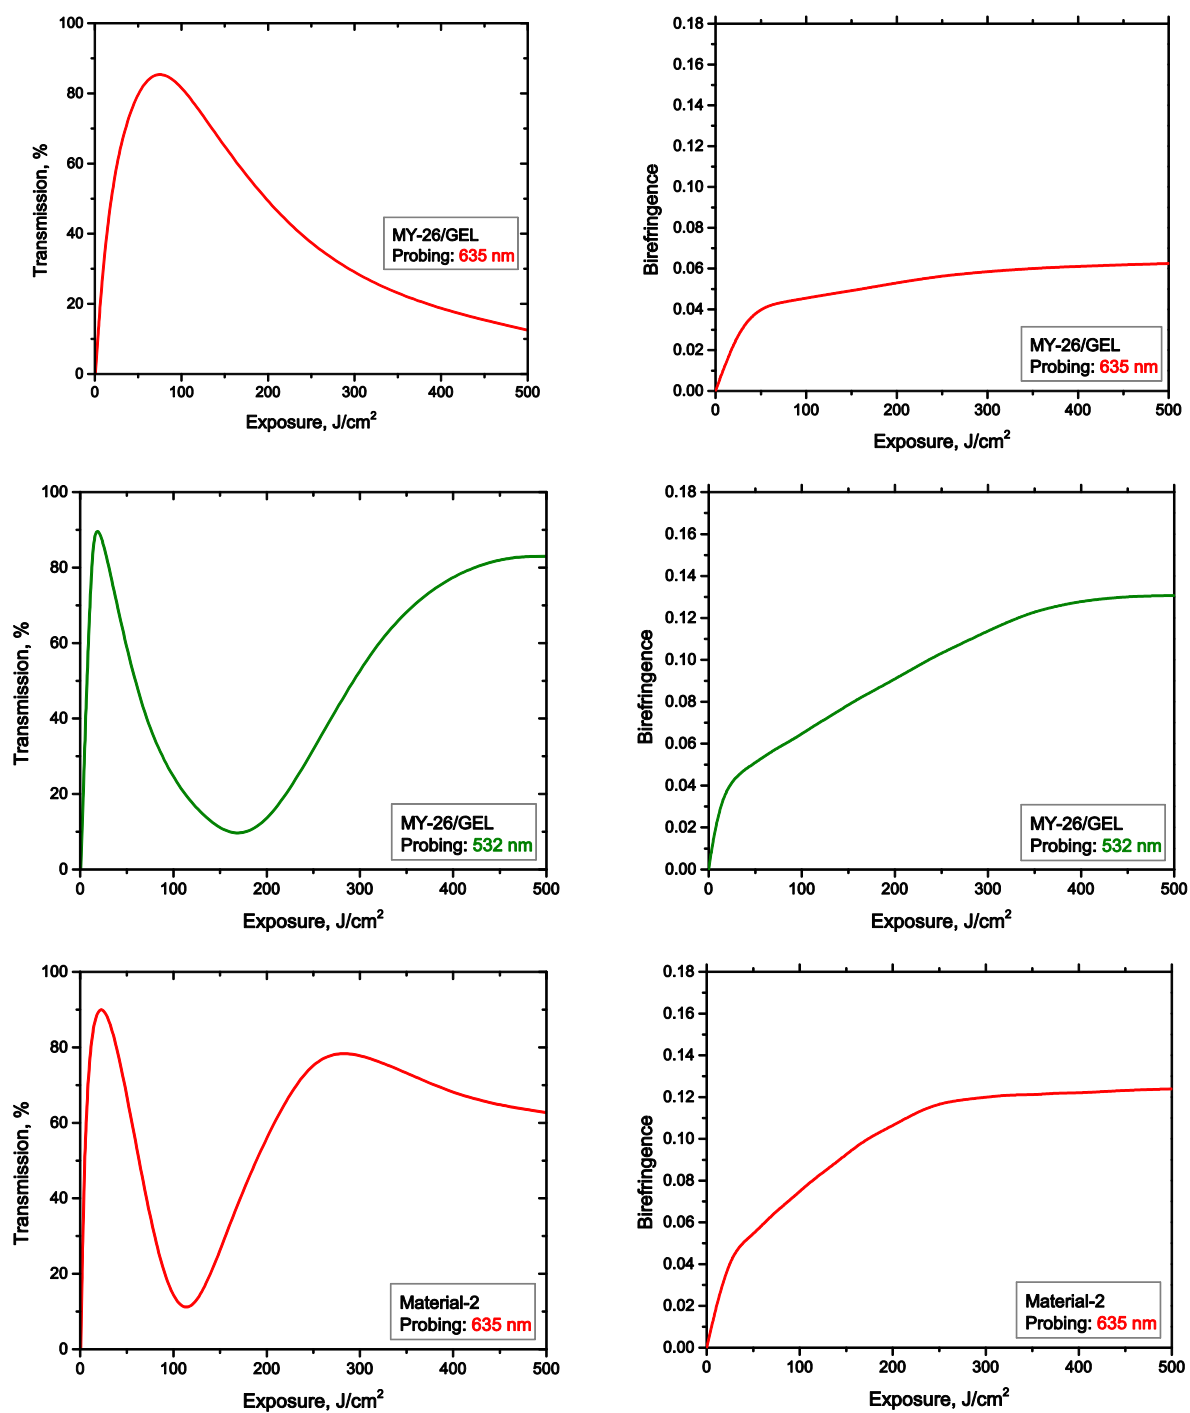 100
80
60
40
20
0
Transmission, %
MY-26/GEL
Probing: 635 nm
0 100 200 300 400 500
Exposure, J/cm²
0.18
0.16
0.14
0.12
0.10
0.08
0.06
0.04
0.02
0.00
Birefringence
MY-26/GEL
Probing: 635 nm
0 100 200 300 400 500
Exposure, J/cm²
100
80
60
40
20
0
Transmission, %
MY-26/GEL
Probing: 532 nm
0 100 200 300 400 500
Exposure, J/cm²
0.18
0.16
0.14
0.12
0.10
0.08
0.06
0.04
0.02
0.00
Birefringence
MY-26/GEL
Probing: 532 nm
0 100 200 300 400 500
Exposure, J/cm²
100
80
60
40
20
0
Transmission, %
Material-2
Probing: 635 nm
0 100 200 300 400 500
Exposure, J/cm²
0.18
0.16
0.14
0.12
0.10
0.08
0.06
0.04
0.02
0.00
Birefringence
Material-2
Probing: 635 nm
0 100 200 300 400 500
Exposure, J/cm²